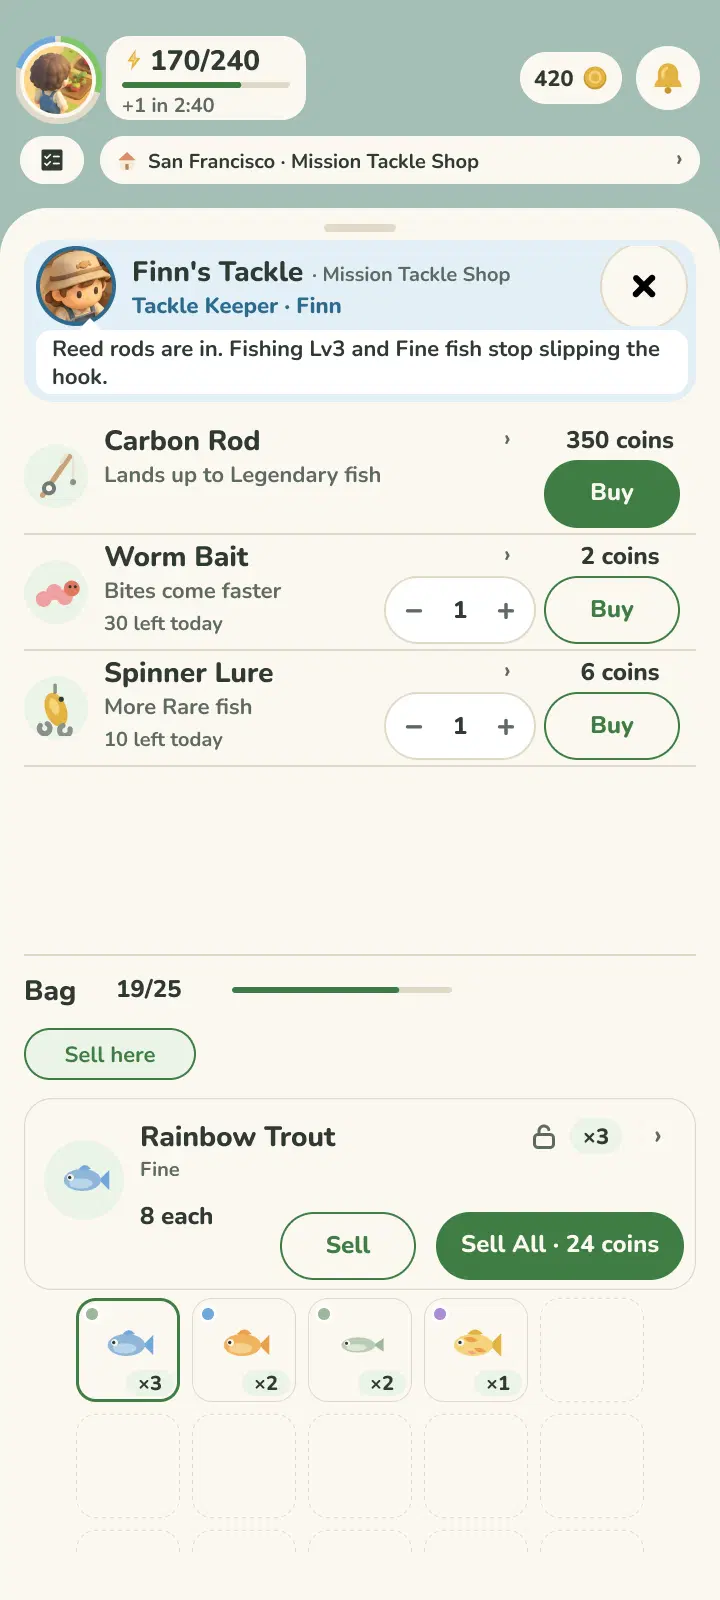 170/240
+1 in 2:40
420
San Francisco · Mission Tackle Shop
Finn's Tackle · Mission Tackle Shop
Tackle Keeper · Finn
Reed rods are in. Fishing Lv3 and Fine fish stop slipping the
hook.
Carbon Rod › 350 coins
Lands up to Legendary fish
Buy
Worm Bait › 2 coins
Bites come faster
30 left today
− 1 + Buy
Spinner Lure › 6 coins
More Rare fish
10 left today
− 1 + Buy
Bag 19/25
Sell here
Rainbow Trout ×3 ›
Fine
8 each
Sell Sell All · 24 coins
×3 ×2 ×2 ×1